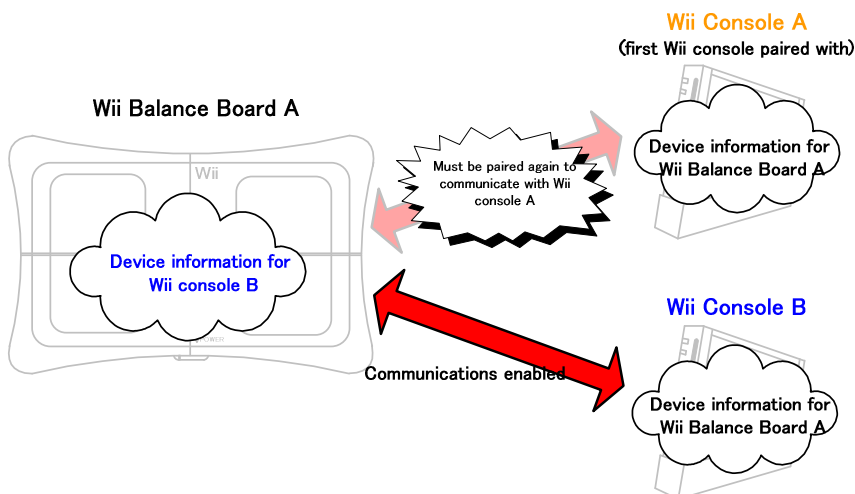 Wii Console A
(first Wii console paired with)
Wii Balance Board A
Must be paired again to
communicate with Wii
console A
Device information for
Wii Balance Board A
Wii
Device information for
Wii console B
POWER
Wii Console B
Communications enabled
Device information for
Wii Balance Board A